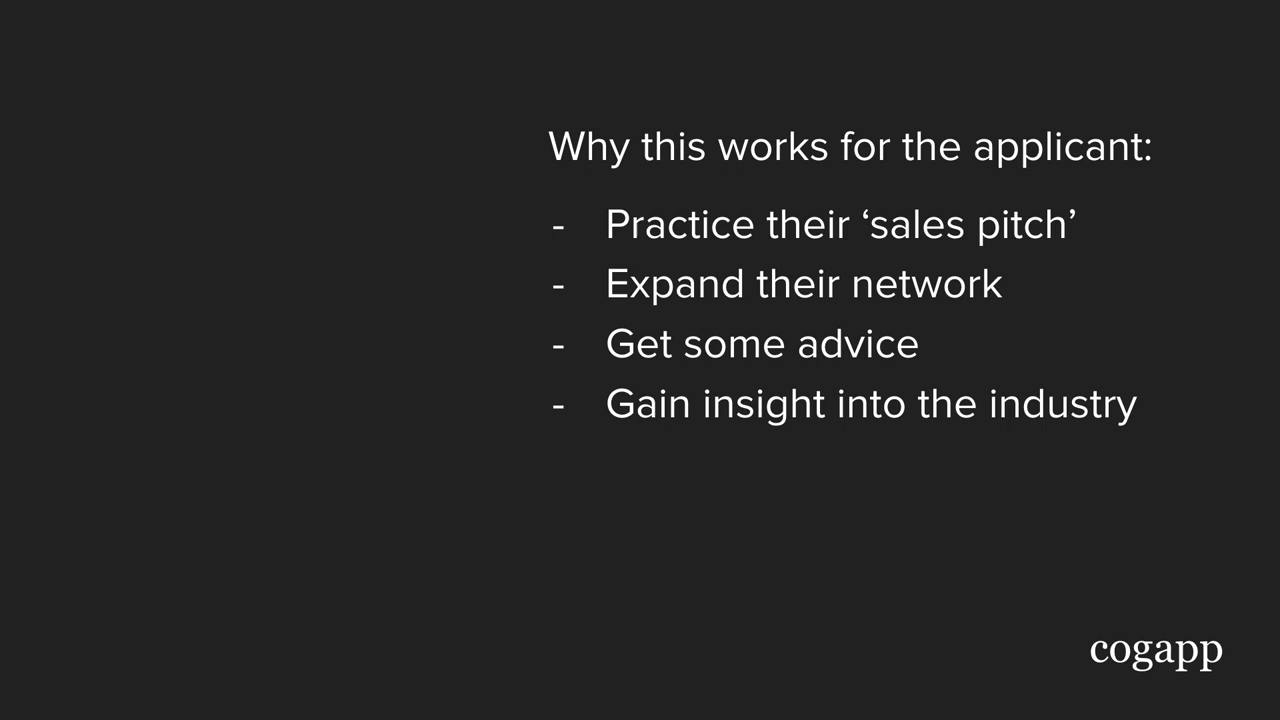 Why this works for the applicant:
- Practice their ‘sales pitch’
- Expand their network
- Get some advice
- Gain insight into the industry
cogapp